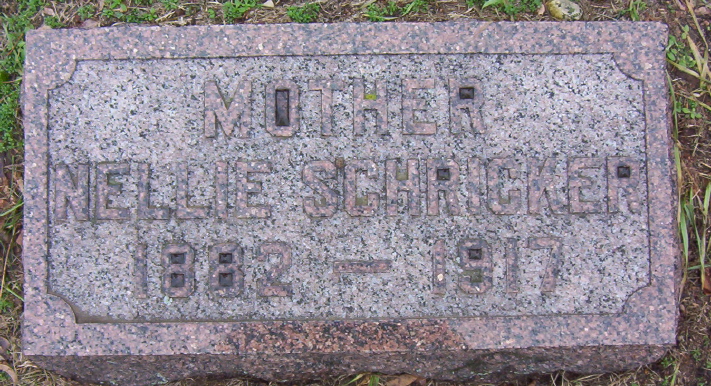 MOTHER
NELLIE SCHRICKER
1882 — 1917